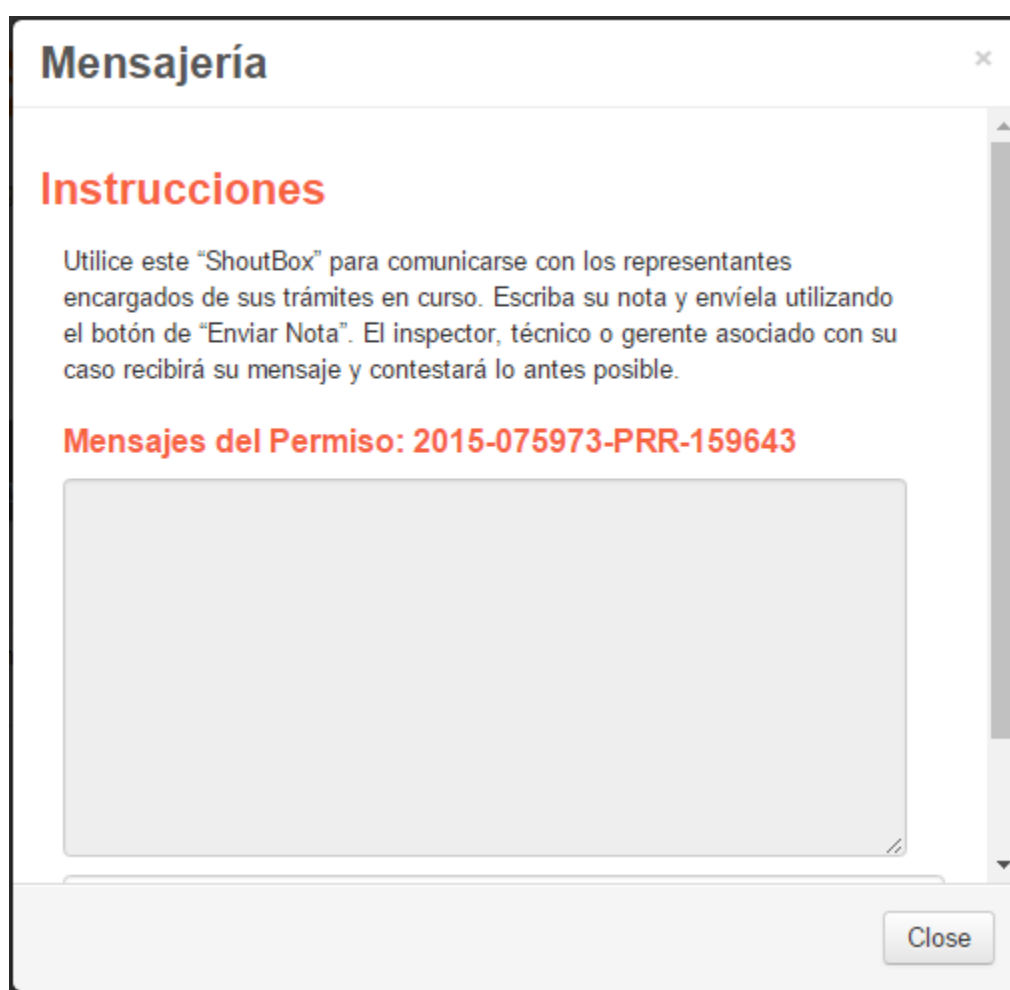 Mensajería
×
Instrucciones
Utilice este “ShoutBox” para comunicarse con los representantes
encargados de sus trámites en curso. Escriba su nota y envíela utilizando
el botón de “Enviar Nota”. El inspector, técnico o gerente asociado con su
caso recibirá su mensaje y contestará lo antes posible.
Mensajes del Permiso: 2015-075973-PRR-159643
Close